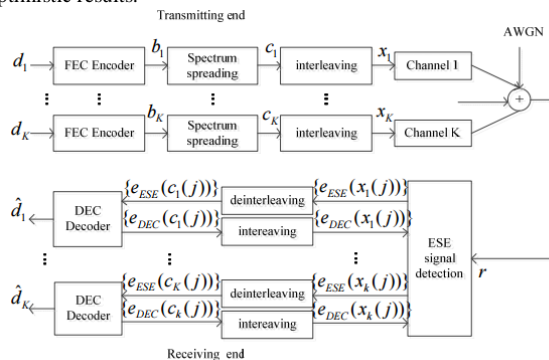 optimistic results.
Transmitting end
AWGN
d1 FEC Encoder b1 Spectrum spreading c1 interleaving x1 Channel 1
dK FEC Encoder bK Spectrum spreading cK interleaving xK Channel K
+
{eESE(c1(j))} deinterleaving {eESE(x1(j))}
d̂1 DEC Decoder
{eDEC(c1(j))} intereaving {eDEC(x1(j))}
ESE signal detection r
{eESE(cK(j))} deinterleaving {eESE(xk(j))}
d̂K DEC Decoder
{eDEC(ck(j))} intereaving {eDEC(xk(j))}
Receiving end